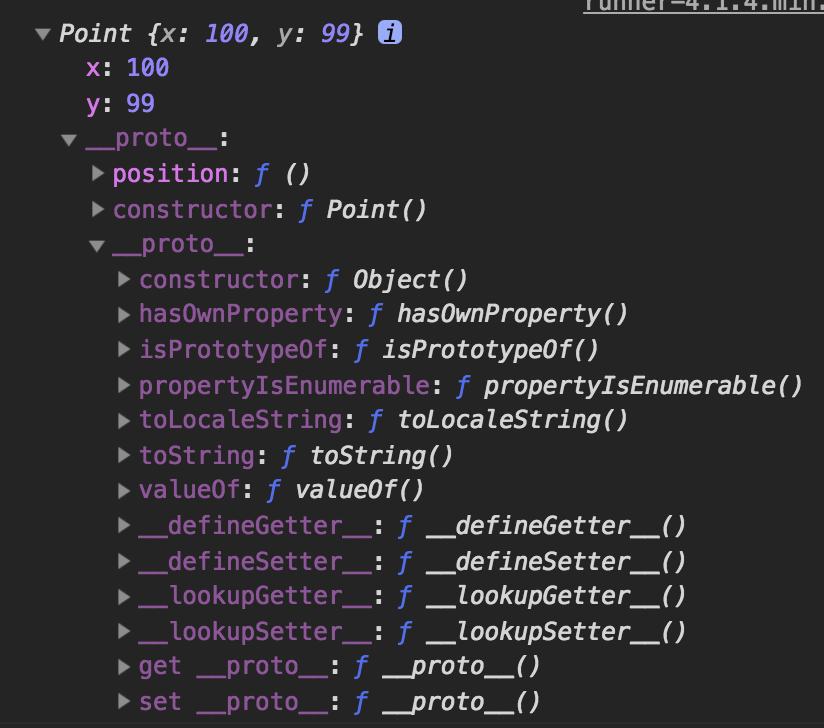 runner-4.1.4.min.
Point {x: 100, y: 99} i
x: 100
y: 99
__proto__:
position: ƒ ()
constructor: ƒ Point()
__proto__:
constructor: ƒ Object()
hasOwnProperty: ƒ hasOwnProperty()
isPrototypeOf: ƒ isPrototypeOf()
propertyIsEnumerable: ƒ propertyIsEnumerable()
toLocaleString: ƒ toLocaleString()
toString: ƒ toString()
valueOf: ƒ valueOf()
__defineGetter__: ƒ __defineGetter__()
__defineSetter__: ƒ __defineSetter__()
__lookupGetter__: ƒ __lookupGetter__()
__lookupSetter__: ƒ __lookupSetter__()
get __proto__: ƒ __proto__()
set __proto__: ƒ __proto__()